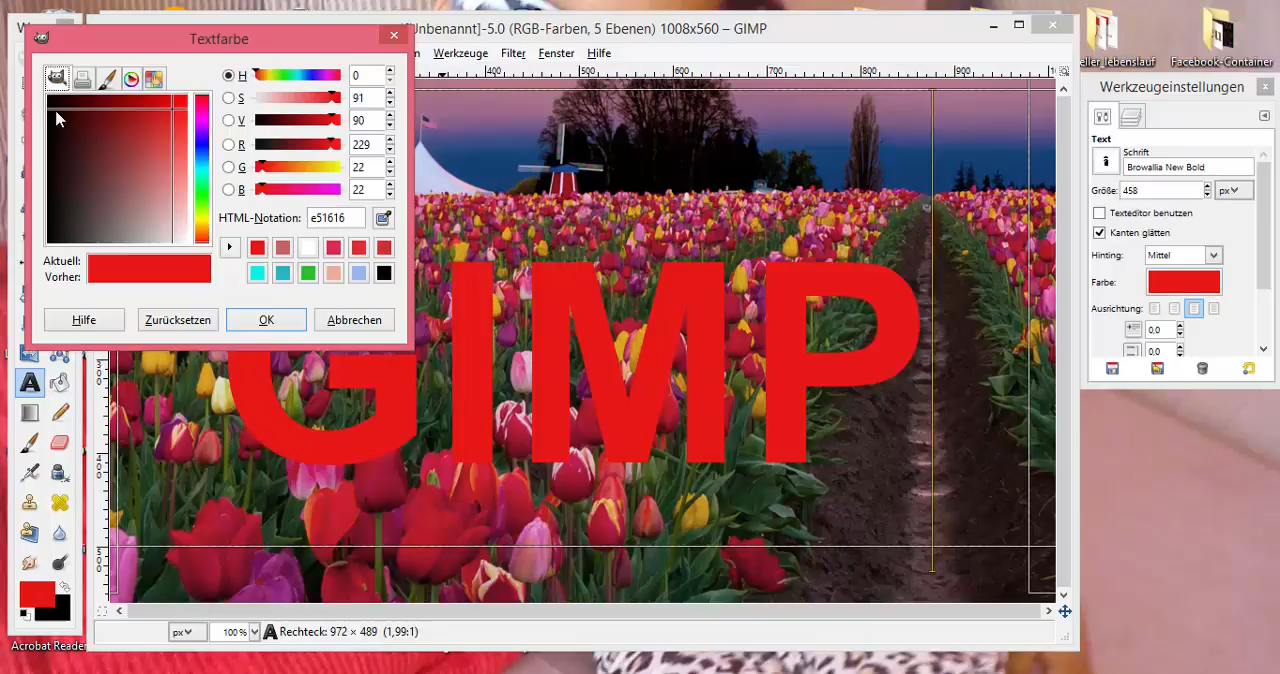 W
[Unbenannt]-5.0 (RGB-Farben, 5 Ebenen) 1008x560 – GIMP
Werkzeuge Filter Fenster Hilfe
400 500 600 700 800 900
Textfarbe
H 0
S 91
V 90
R 229
G 22
B 22
HTML-Notation: e51616
Aktuell:
Vorher:
Hilfe Zurücksetzen OK Abbrechen
GIMP
px 100 % Rechteck: 972 × 489 (1,99:1)
Acrobat Reader
eller_lebenslauf
Facebook-Container
Werkzeugeinstellungen
Text
Schrift
Browallia New Bold
Größe: 458 px
Texteditor benutzen
Kanten glätten
Hinting: Mittel
Farbe:
Ausrichtung:
0,0
0,0